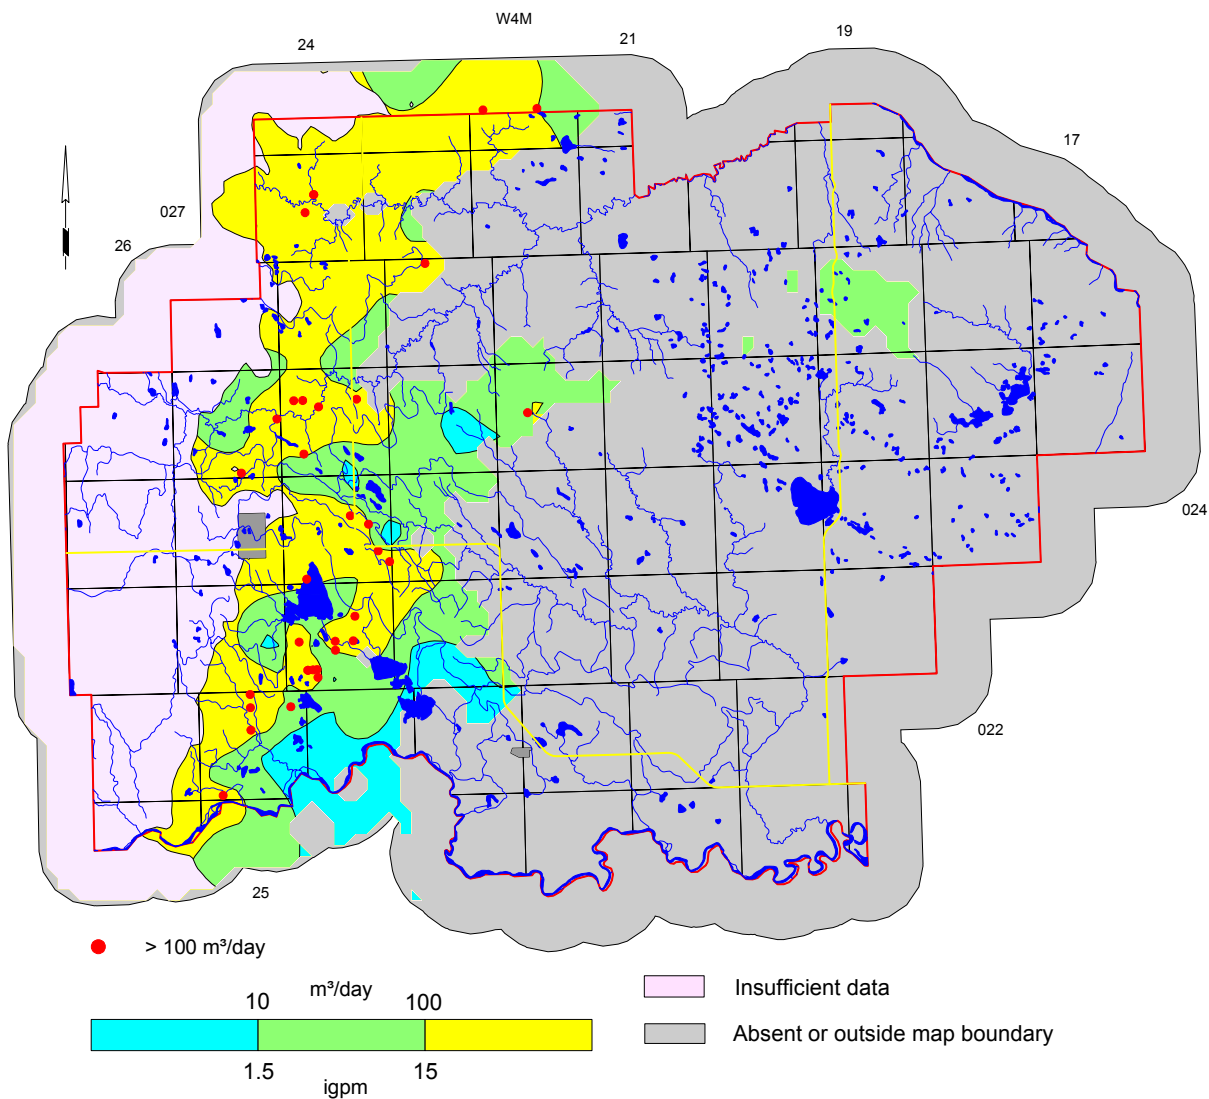 W4M
24
21
19
17
027
26
024
022
25
> 100 m³/day
10 m³/day 100
1.5 igpm 15
Insufficient data
Absent or outside map boundary